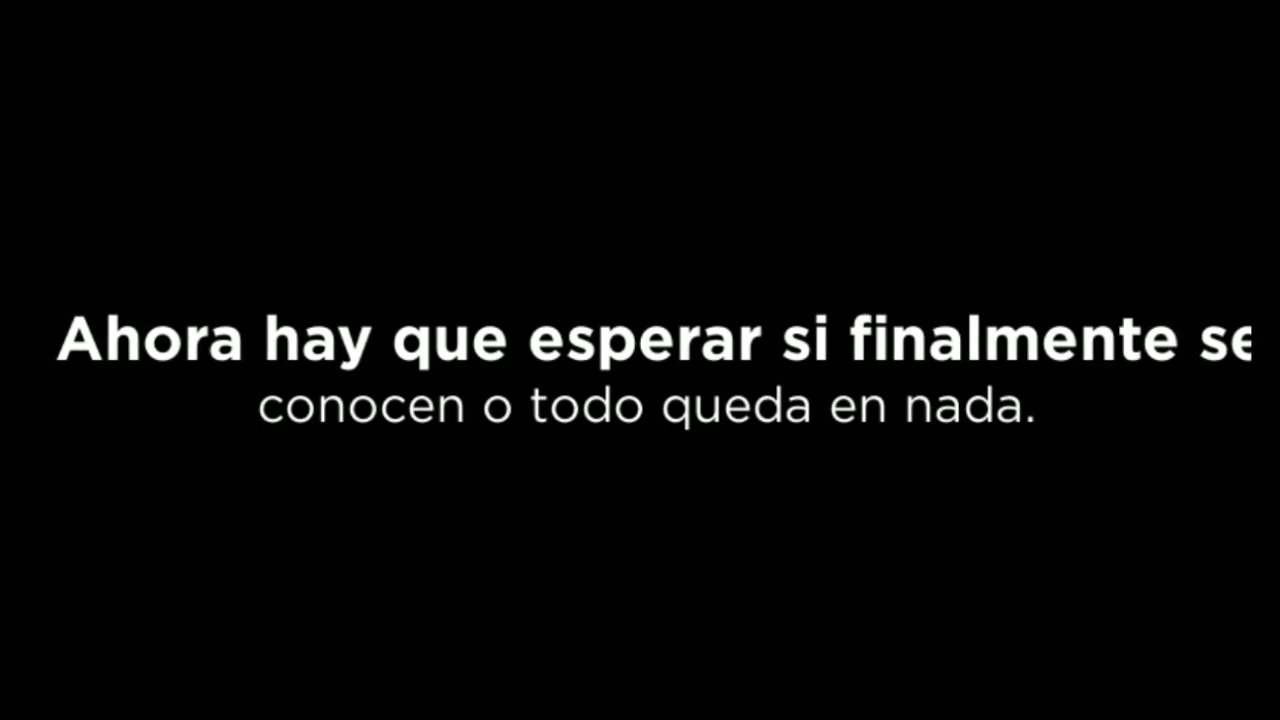 Ahora hay que esperar si finalmente se
conocen o todo queda en nada.